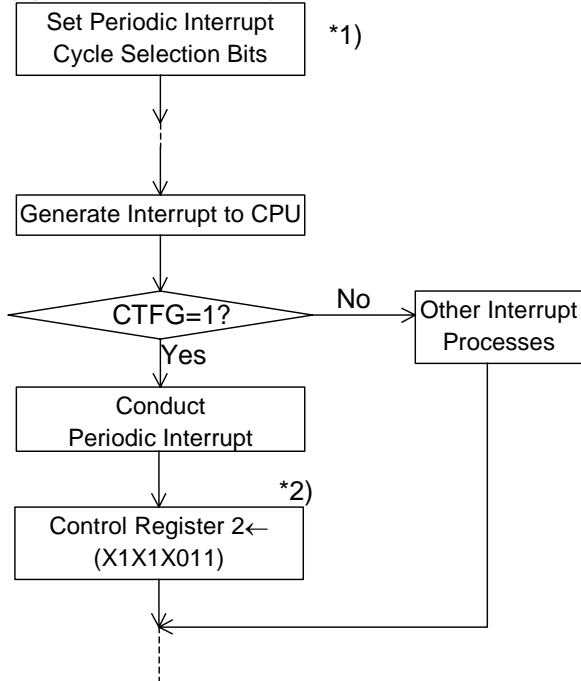 Set Periodic Interrupt
Cycle Selection Bits
*1)
Generate Interrupt to CPU
CTFG=1?
No
Other Interrupt
Processes
Yes
Conduct
Periodic Interrupt
*2)
Control Register 2←
(X1X1X011)